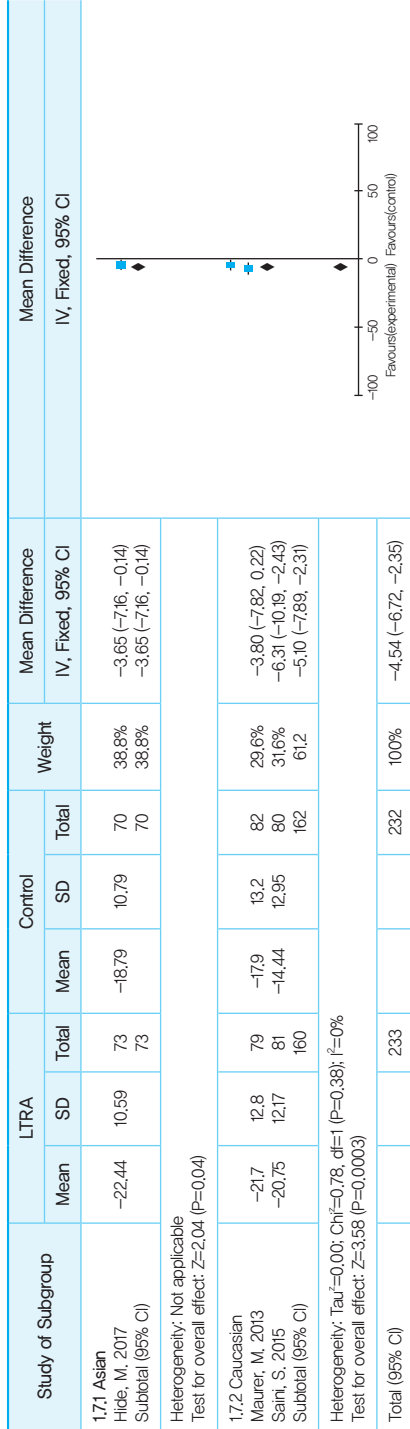 Study of Subgroup LTRA Control Weight Mean Difference Mean Difference
Mean SD Total Mean SD Total IV, Fixed, 95% CI IV, Fixed, 95% CI
1.7.1 Asian
Hide, M. 2017 −22.44 10.59 73 −18.79 10.79 70 38.8% −3.65 (−7.16, −0.14)
Subtotal (95% CI) 73 70 38.8% −3.65 (−7.16, −0.14)
Heterogeneity: Not applicable
Test for overall effect: Z=2.04 (P=0.04)
1.7.2 Caucasian
Maurer, M. 2013 −21.7 12.8 79 −17.9 13.2 82 29.6% −3.80 (−7.82, 0.22)
Saini, S. 2015 −20.75 12.17 81 −14.44 12.95 80 31.6% −6.31 (−10.19, −2.43)
Subtotal (95% CI) 160 162 61.2 −5.10 (−7.89, −2.31)
Heterogeneity: Tau²=0.00; Chi²=0.78, df=1 (P=0.38); I²=0%
Test for overall effect: Z=3.58 (P=0.0003)
Total (95% CI) 233 232 100% −4.54 (−6.72, −2.35)
−100 −50 0 50 100
Favours(experimental) Favours(control)